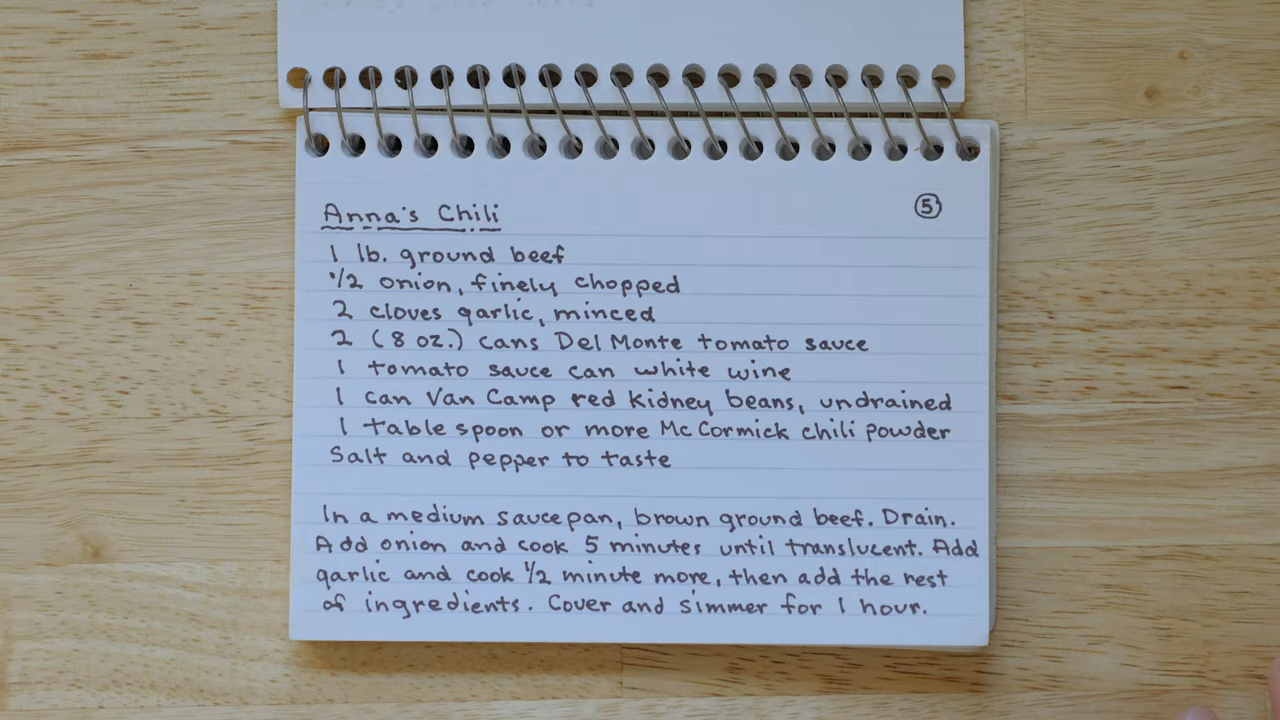 Anna's Chili
5
1 lb. ground beef
1/2 onion, finely chopped
2 cloves garlic, minced
2 (8 oz.) cans Del Monte tomato sauce
1 tomato sauce can white wine
1 can Van Camp red kidney beans, undrained
1 tablespoon or more McCormick chili powder
Salt and pepper to taste
In a medium saucepan, brown ground beef. Drain.
Add onion and cook 5 minutes until translucent. Add
garlic and cook 1/2 minute more, then add the rest
of ingredients. Cover and simmer for 1 hour.